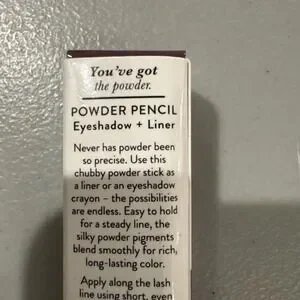 You've got
the powder.
POWDER PENCIL
Eyeshadow + Liner
Never has powder been
so precise. Use this
chubby powder stick as
a liner or an eyeshadow
crayon – the possibilities
are endless. Easy to hold
for a steady line, the
silky powder pigments
blend smoothly for rich,
long-lasting color.
Apply along the lash
line using short, even